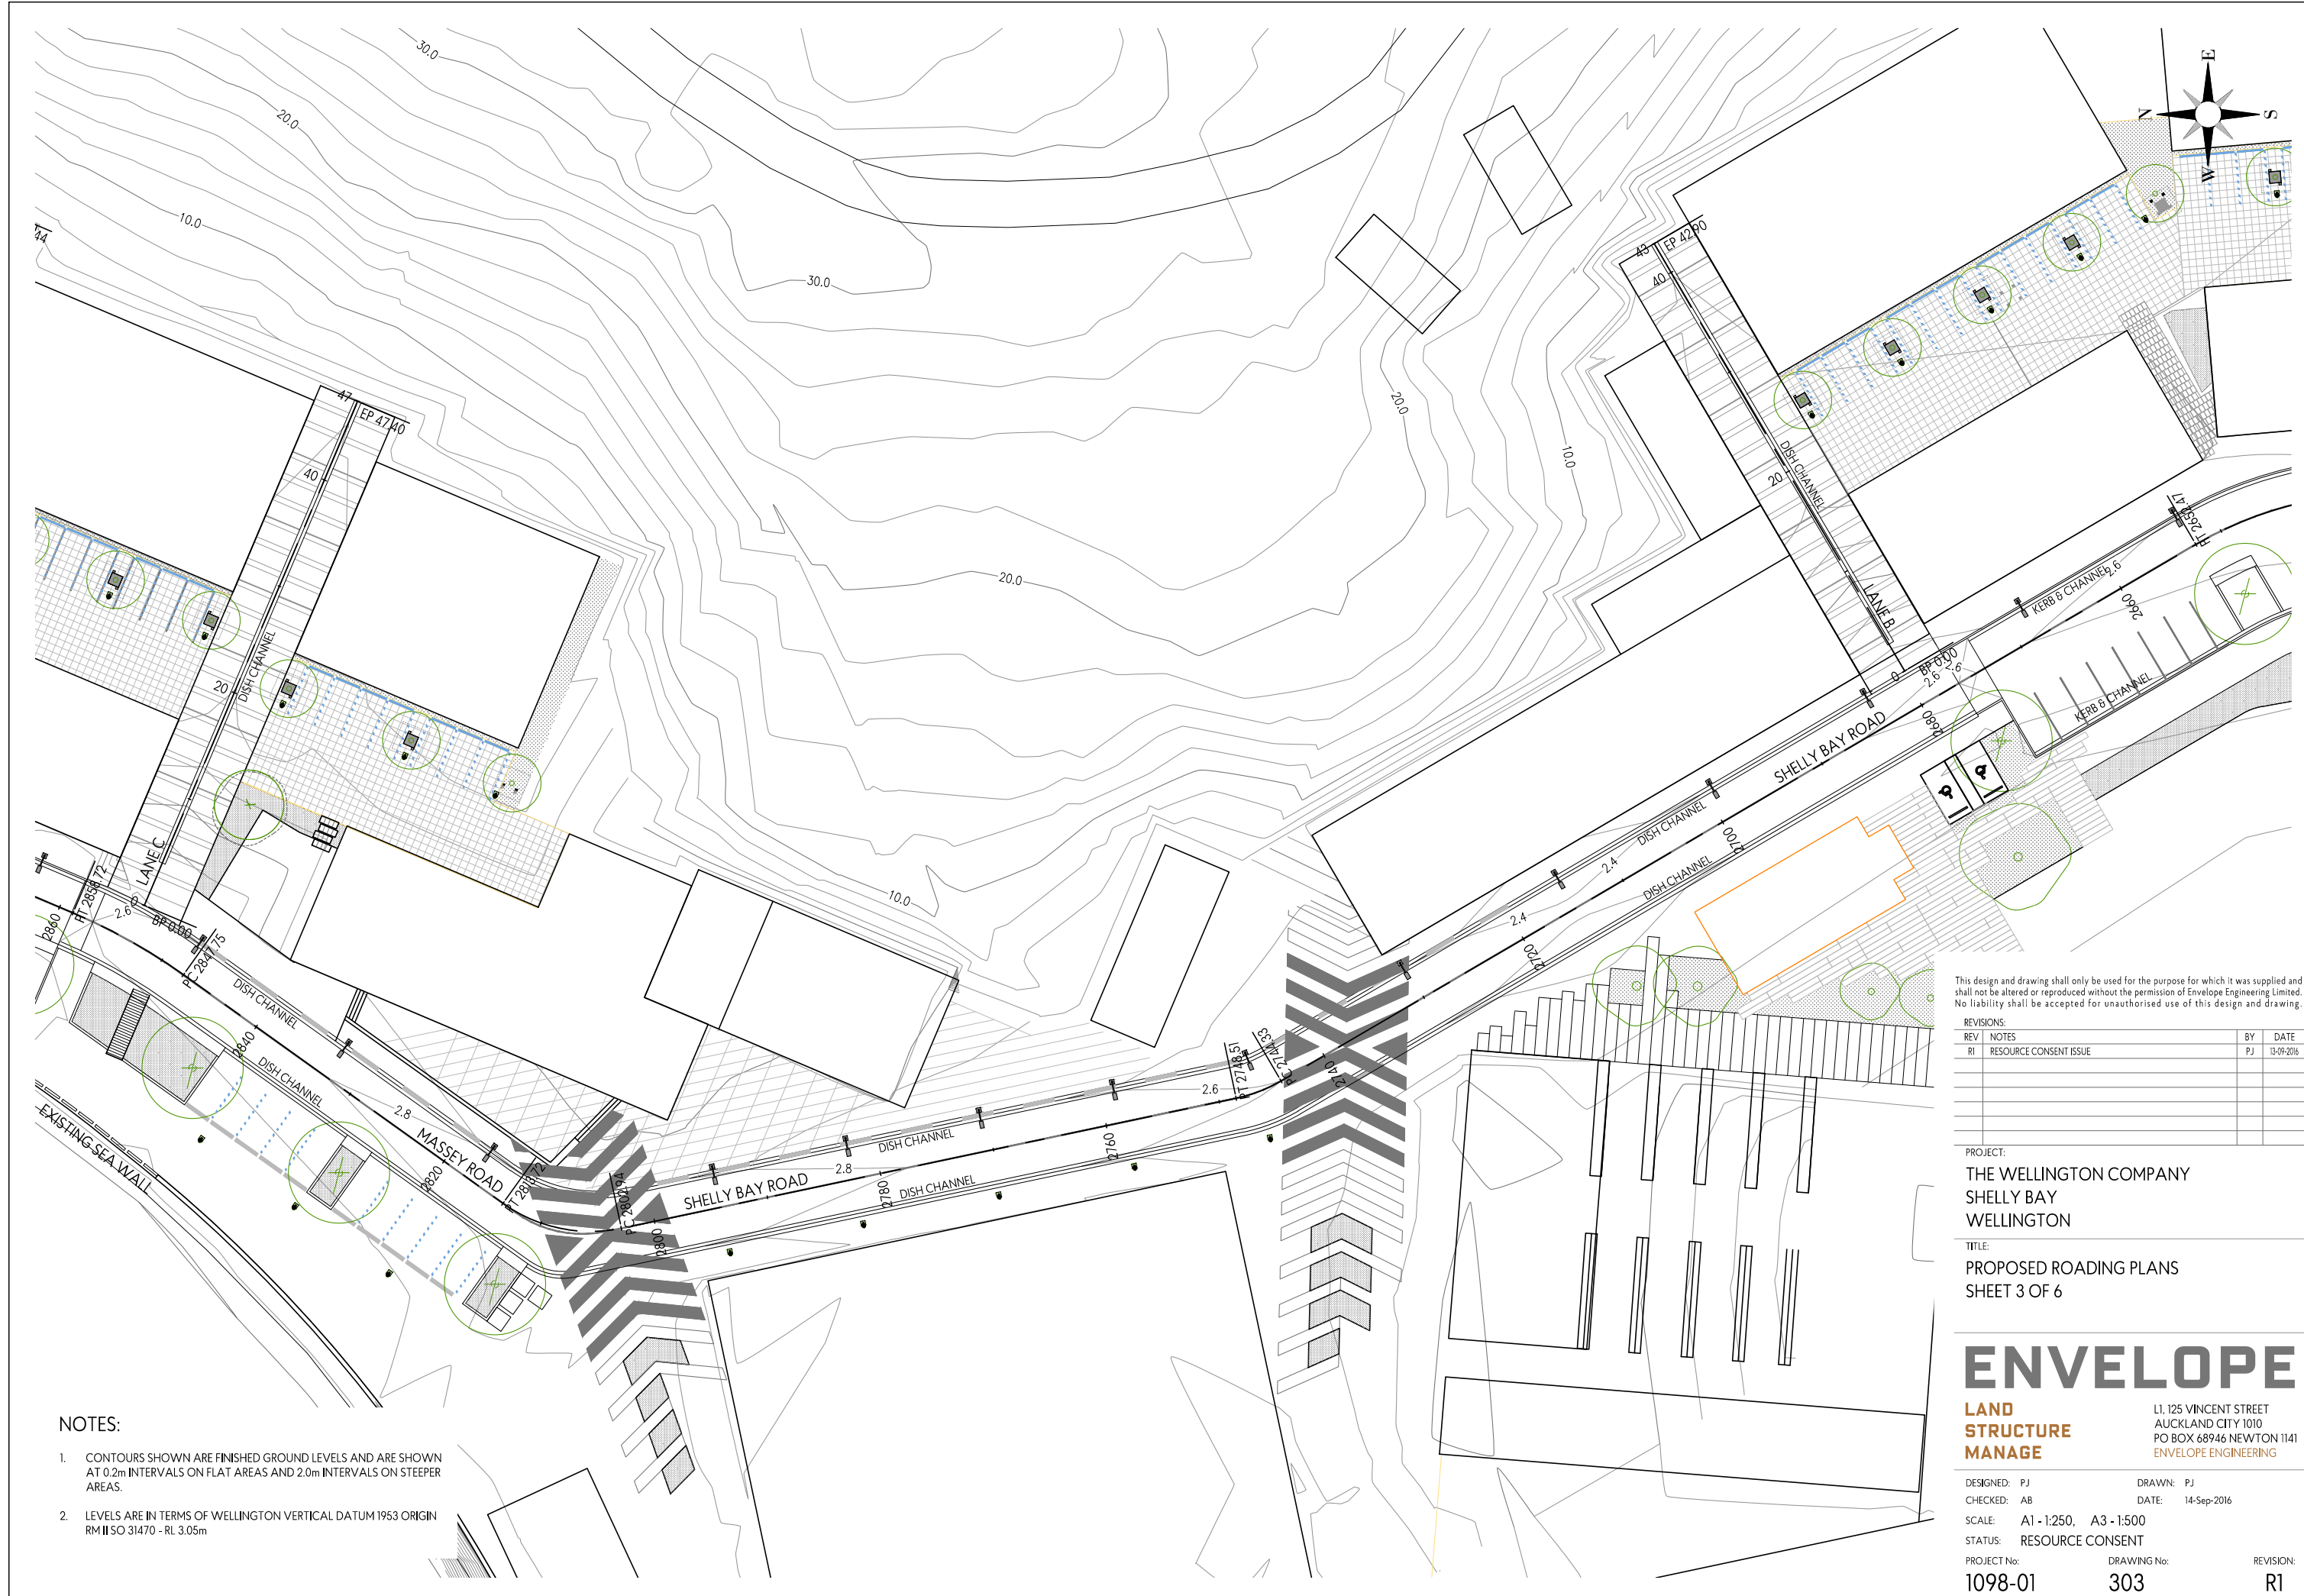 30.0
20.0
10.0
44
30.0
20.0
20.0
10.0
10.0
E
N
S
W
43
EP 42.90
40
20
DISH CHANNEL
LANE B
0
BP 0.00
47
EP 47.40
40
20
DISH CHANNEL
LANE C
0
BP 0.00
RT 2652.47
KERB & CHANNEL
2.6
2660
2.6
2.6
KERB & CHANNEL
2680
SHELLY BAY ROAD
DISH CHANNEL
2700
2.4
DISH CHANNEL
2.4
2720
2740
PC 2744.33
PT 2748.51
2.6
2760
DISH CHANNEL
2.8
2780
DISH CHANNEL
SHELLY BAY ROAD
2800
PC 2802.94
PT 2813.72
MASSEY ROAD
2820
2.8
DISH CHANNEL
2840
DISH CHANNEL
PC 2847.75
RT 2858.72
2.6
2860
EXISTING SEA WALL
NOTES:
1. CONTOURS SHOWN ARE FINISHED GROUND LEVELS AND ARE SHOWN
AT 0.2m INTERVALS ON FLAT AREAS AND 2.0m INTERVALS ON STEEPER
AREAS.
2. LEVELS ARE IN TERMS OF WELLINGTON VERTICAL DATUM 1953 ORIGIN
RM II SO 31470 - RL 3.05m
This design and drawing shall only be used for the purpose for which it was supplied and
shall not be altered or reproduced without the permission of Envelope Engineering Limited.
No liability shall be accepted for unauthorised use of this design and drawing.
REVISIONS:
REV NOTES BY DATE
R1 RESOURCE CONSENT ISSUE PJ 13-09-2016
PROJECT:
THE WELLINGTON COMPANY
SHELLY BAY
WELLINGTON
TITLE:
PROPOSED ROADING PLANS
SHEET 3 OF 6
ENVELOPE
LAND
STRUCTURE
MANAGE
L1, 125 VINCENT STREET
AUCKLAND CITY 1010
PO BOX 68946 NEWTON 1141
ENVELOPE ENGINEERING
DESIGNED: PJ DRAWN: PJ
CHECKED: AB DATE: 14-Sep-2016
SCALE: A1 - 1:250, A3 - 1:500
STATUS: RESOURCE CONSENT
PROJECT No: DRAWING No: REVISION:
1098-01 303 R1